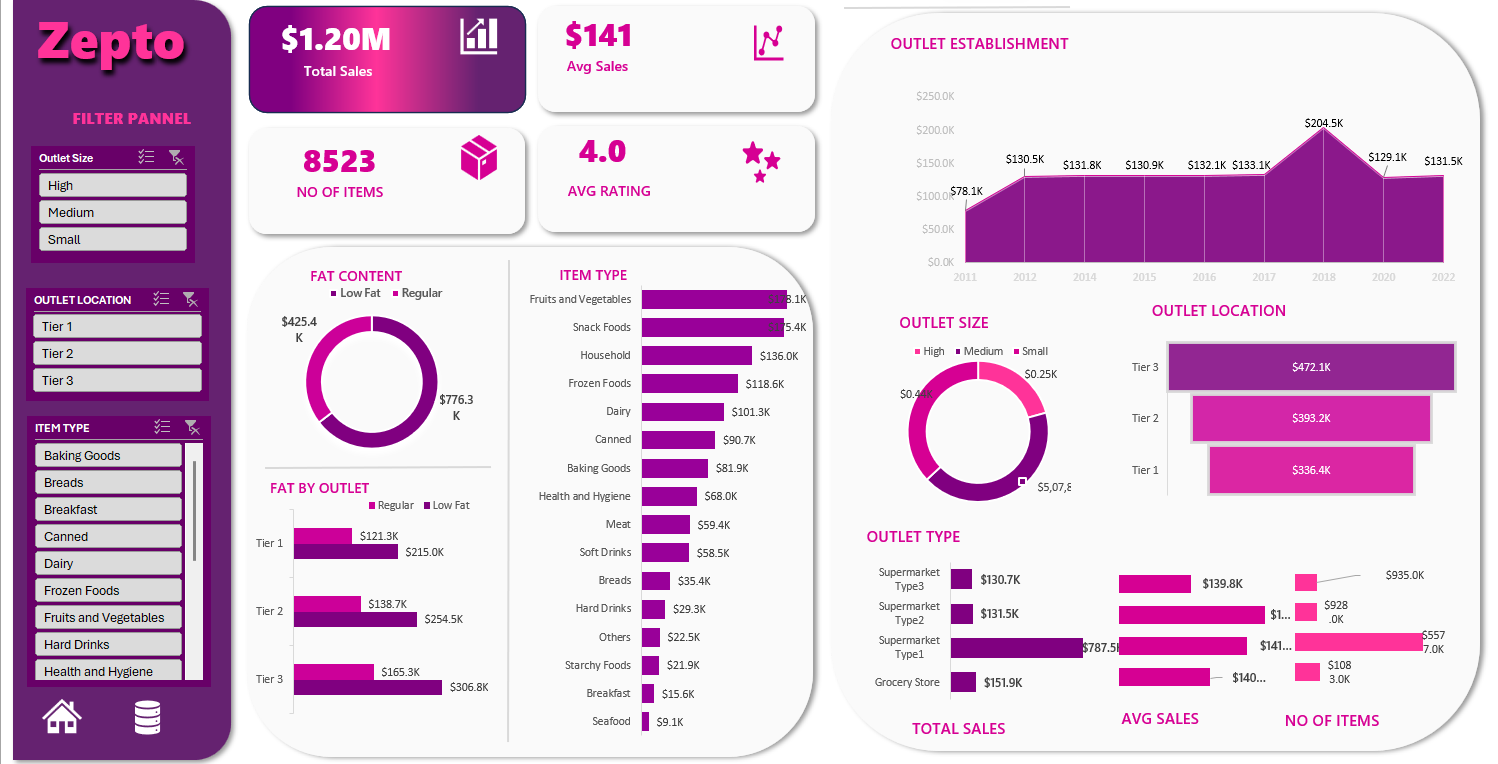 Zepto
FILTER PANNEL
Outlet Size
High
Medium
Small
OUTLET LOCATION
Tier 1
Tier 2
Tier 3
ITEM TYPE
Baking Goods
Breads
Breakfast
Canned
Dairy
Frozen Foods
Fruits and Vegetables
Hard Drinks
Health and Hygiene
$1.20M
Total Sales
$141
Avg Sales
8523
NO OF ITEMS
4.0
AVG RATING
FAT CONTENT
Low Fat Regular
$425.4
K
$776.3
K
FAT BY OUTLET
Regular Low Fat
Tier 1 $121.3K
$215.0K
Tier 2 $138.7K
$254.5K
Tier 3 $165.3K
$306.8K
ITEM TYPE
Fruits and Vegetables
Snack Foods
Household $136.0K
Frozen Foods $118.6K
Dairy $101.3K
Canned $90.7K
Baking Goods $81.9K
Health and Hygiene $68.0K
Meat $59.4K
Soft Drinks $58.5K
Breads $35.4K
Hard Drinks $29.3K
Others $22.5K
Starchy Foods $21.9K
Breakfast $15.6K
Seafood $9.1K
OUTLET ESTABLISHMENT
$250.0K
$200.0K
$150.0K
$100.0K
$50.0K
$0.0K
$78.1K $130.5K $131.8K $130.9K $132.1K $133.1K $204.5K $129.1K $131.5K
2011 2012 2014 2015 2016 2017 2018 2020 2022
OUTLET SIZE
High Medium Small
$0.25K
$0.44K
$5,07,8
OUTLET LOCATION
Tier 3 $472.1K
Tier 2 $393.2K
Tier 1 $336.4K
OUTLET TYPE
Supermarket
Type3
$130.7K
Supermarket
Type2
$131.5K
Supermarket
Type1
$787.5K
Grocery Store $151.9K
TOTAL SALES
$139.8K
$1...
$141...
$140...
AVG SALES
$935.0K
$928
.0K
$557
7.0K
$108
3.0K
NO OF ITEMS